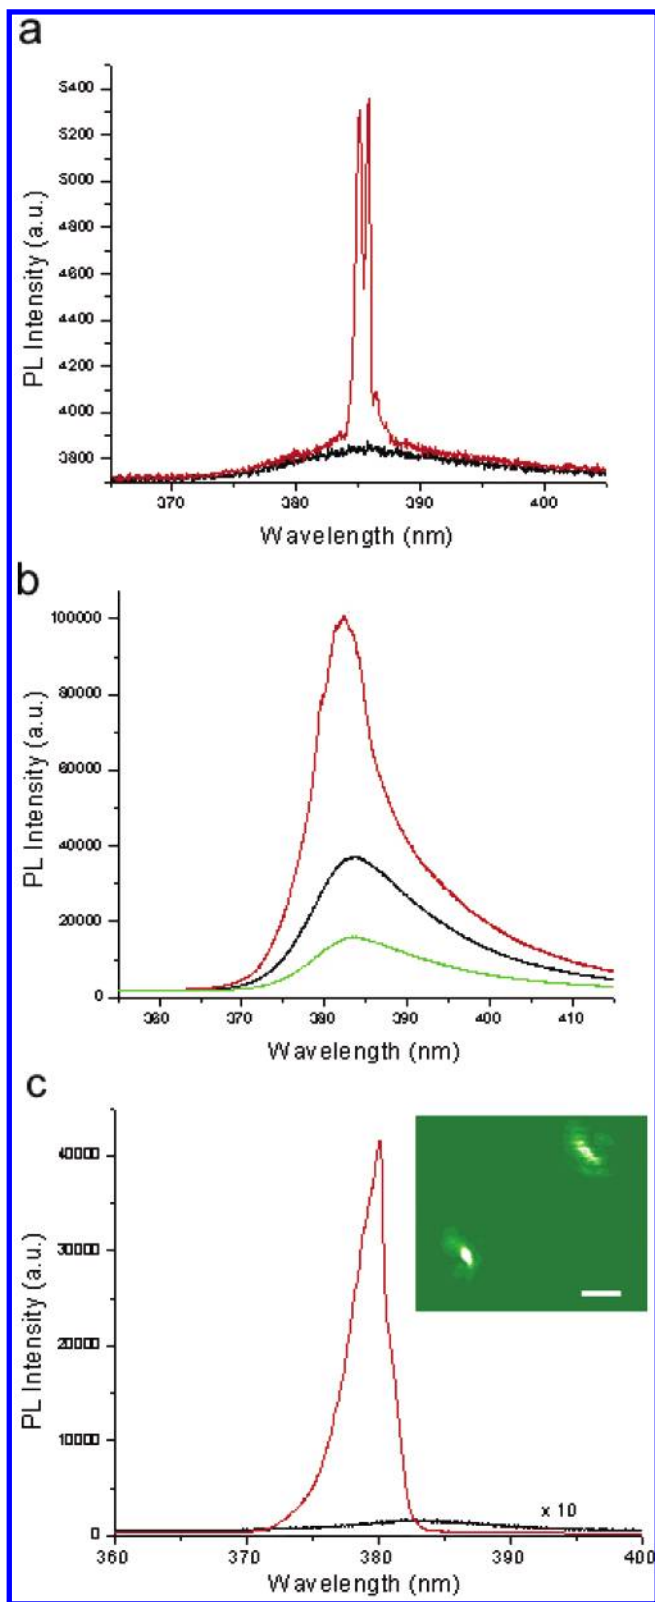 a
5400
5200
5000
4800
4600
4400
4200
4000
3800
PL Intensity (a.u.)
370 380 390 400
Wavelength (nm)
b
100000
80000
60000
40000
20000
0
PL Intensity (a.u.)
360 370 380 390 400 410
Wavelength (nm)
c
40000
30000
20000
10000
0
PL Intensity (a.u.)
x 10
360 370 380 390 400
Wavelength (nm)